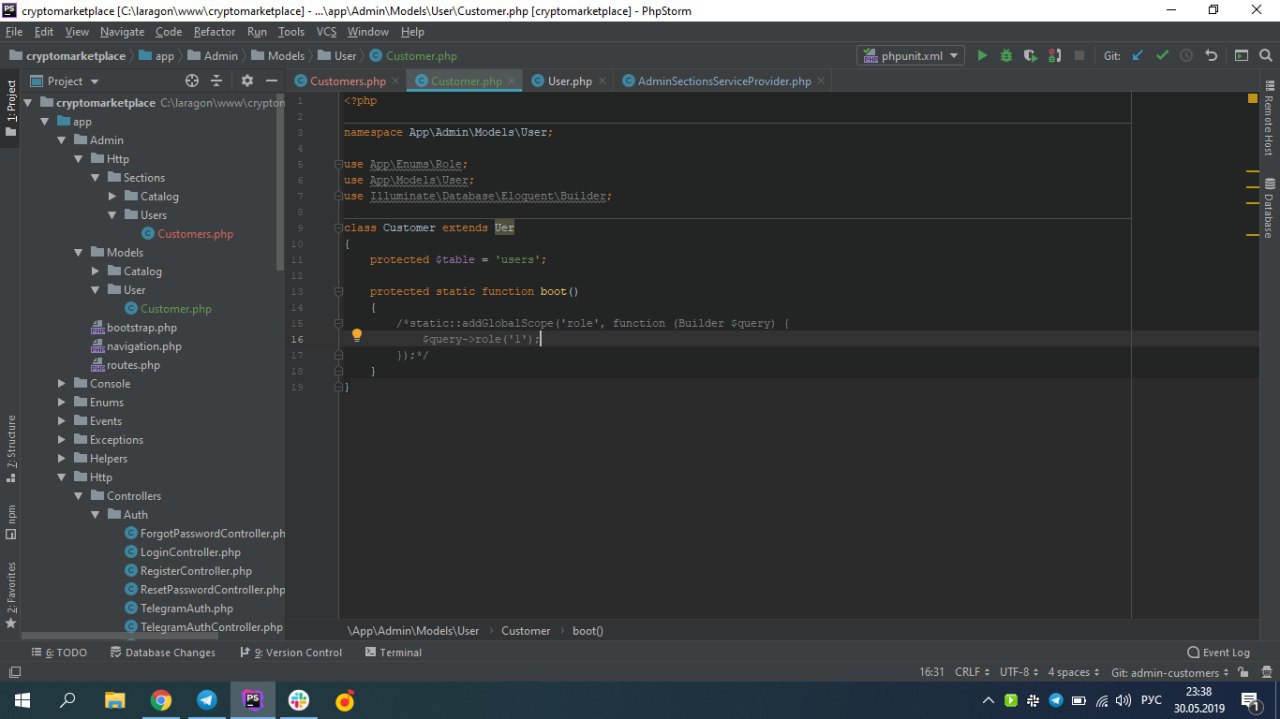 cryptomarketplace [C:\laragon\www\cryptomarketplace] - ...\app\Admin\Models\User\Customer.php [cryptomarketplace] - PhpStorm
File Edit View Navigate Code Refactor Run Tools VCS Window Help
cryptomarketplace app Admin Models User Customer.php phpunit.xml Git:
Project Customers.php Customer.php User.php AdminSectionsServiceProvider.php
1: Project
7: Structure
npm
2: Favorites
cryptomarketplace C:\laragon\www\crypton
app
Admin
Http
Sections
Catalog
Users
Customers.php
Models
Catalog
User
Customer.php
bootstrap.php
navigation.php
routes.php
Console
Enums
Events
Exceptions
Helpers
Http
Controllers
Auth
ForgotPasswordController.ph
LoginController.php
RegisterController.php
ResetPasswordController.php
TelegramAuth.php
TelegramAuthController.php
1 <?php
2
3 namespace App\Admin\Models\User;
4
5 use App\Enums\Role;
6 use App\Models\User;
7 use Illuminate\Database\Eloquent\Builder;
8
9 class Customer extends Uer
10 {
11 protected $table = 'users';
12
13 protected static function boot()
14 {
15 /*static::addGlobalScope('role', function (Builder $query) {
16 $query->role('1');
17 });*/
18 }
19 }
Remote Host
Database
\App\Admin\Models\User Customer boot()
6: TODO Database Changes 9: Version Control Terminal Event Log
16:31 CRLF UTF-8 4 spaces Git: admin-customers
РУС 23:38
30.05.2019
1